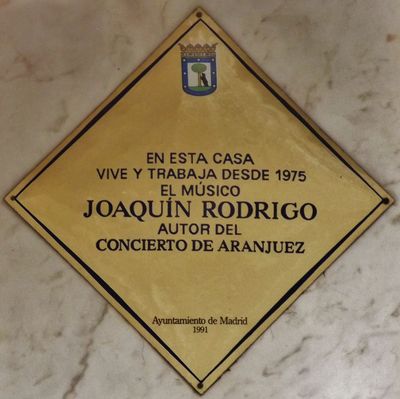 EN ESTA CASA
VIVE Y TRABAJA DESDE 1975
EL MÚSICO
JOAQUÍN RODRIGO
AUTOR DEL
CONCIERTO DE ARANJUEZ
Ayuntamiento de Madrid
1991